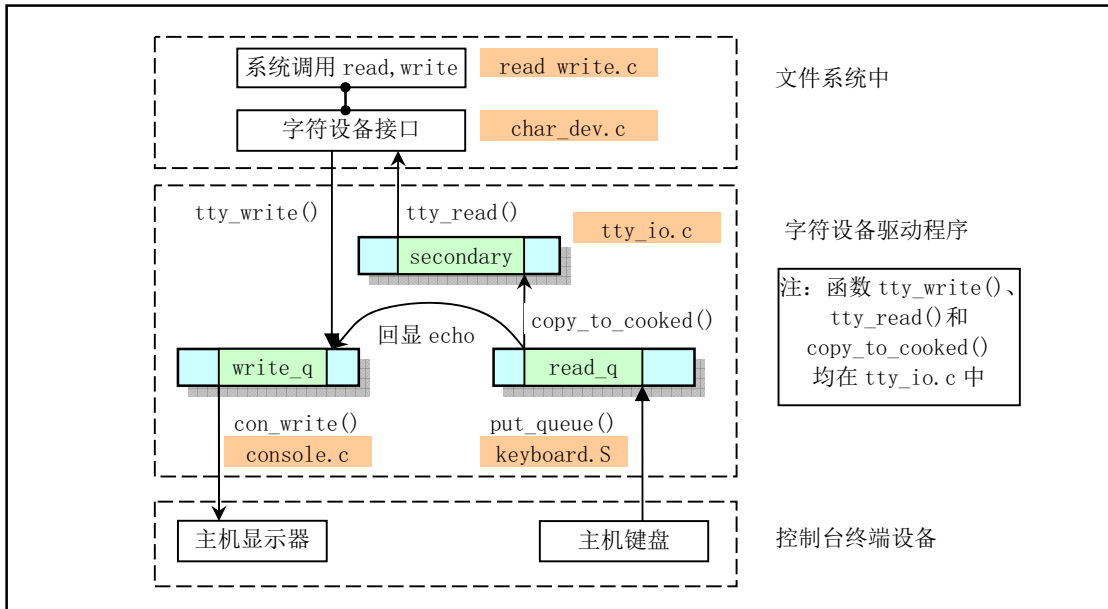 系统调用 read,write
read write.c
文件系统中
字符设备接口
char_dev.c
tty_write()
tty_read()
tty_io.c
字符设备驱动程序
secondary
注：函数 tty_write()、
tty_read()和
copy_to_cooked()
均在 tty_io.c 中
回显 echo
copy_to_cooked()
write_q
read_q
con_write()
put_queue()
console.c
keyboard.S
主机显示器
主机键盘
控制台终端设备